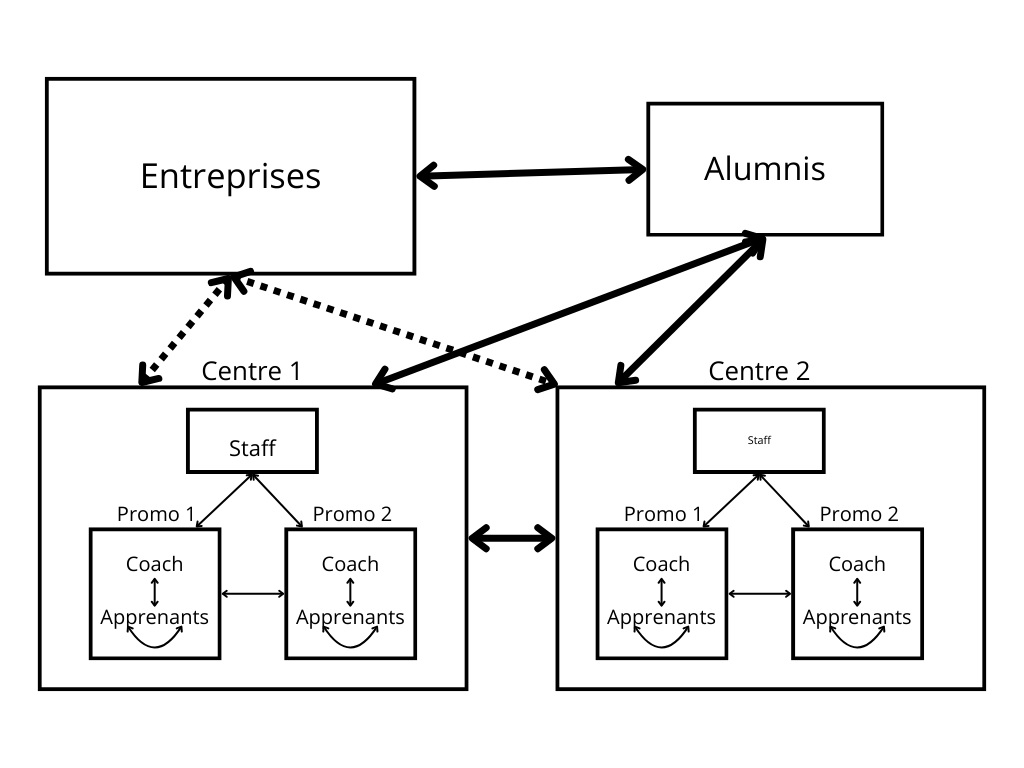 Entreprises
Alumnis
Centre 1
Centre 2
Staff
Staff
Promo 1
Promo 2
Promo 1
Promo 2
Coach
Coach
Coach
Coach
Apprenants
Apprenants
Apprenants
Apprenants